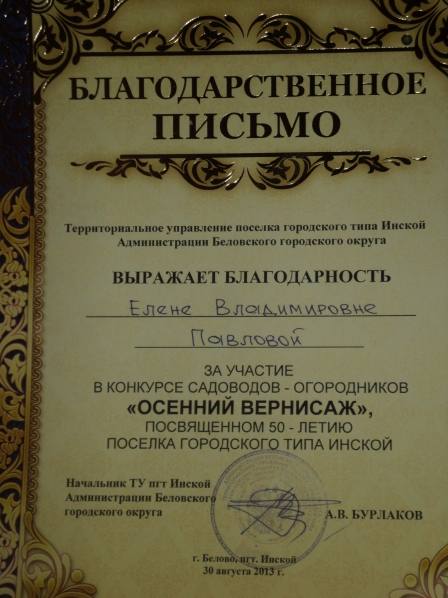 БЛАГОДАРСТВЕННОЕ
ПИСЬМО
Территориальное управление поселка городского типа Инской
Администрации Беловского городского округа
ВЫРАЖАЕТ БЛАГОДАРНОСТЬ
Елене Владимировне
Павловой
ЗА УЧАСТИЕ
В КОНКУРСЕ САДОВОДОВ - ОГОРОДНИКОВ
«ОСЕННИЙ ВЕРНИСАЖ»,
ПОСВЯЩЕННОМ 50 - ЛЕТИЮ
ПОСЕЛКА ГОРОДСКОГО ТИПА ИНСКОЙ
Начальник ТУ пгт Инской
Администрации Беловского
городского округа
А.В. БУРЛАКОВ
г. Белово, пгт. Инской
30 августа 2013 г.